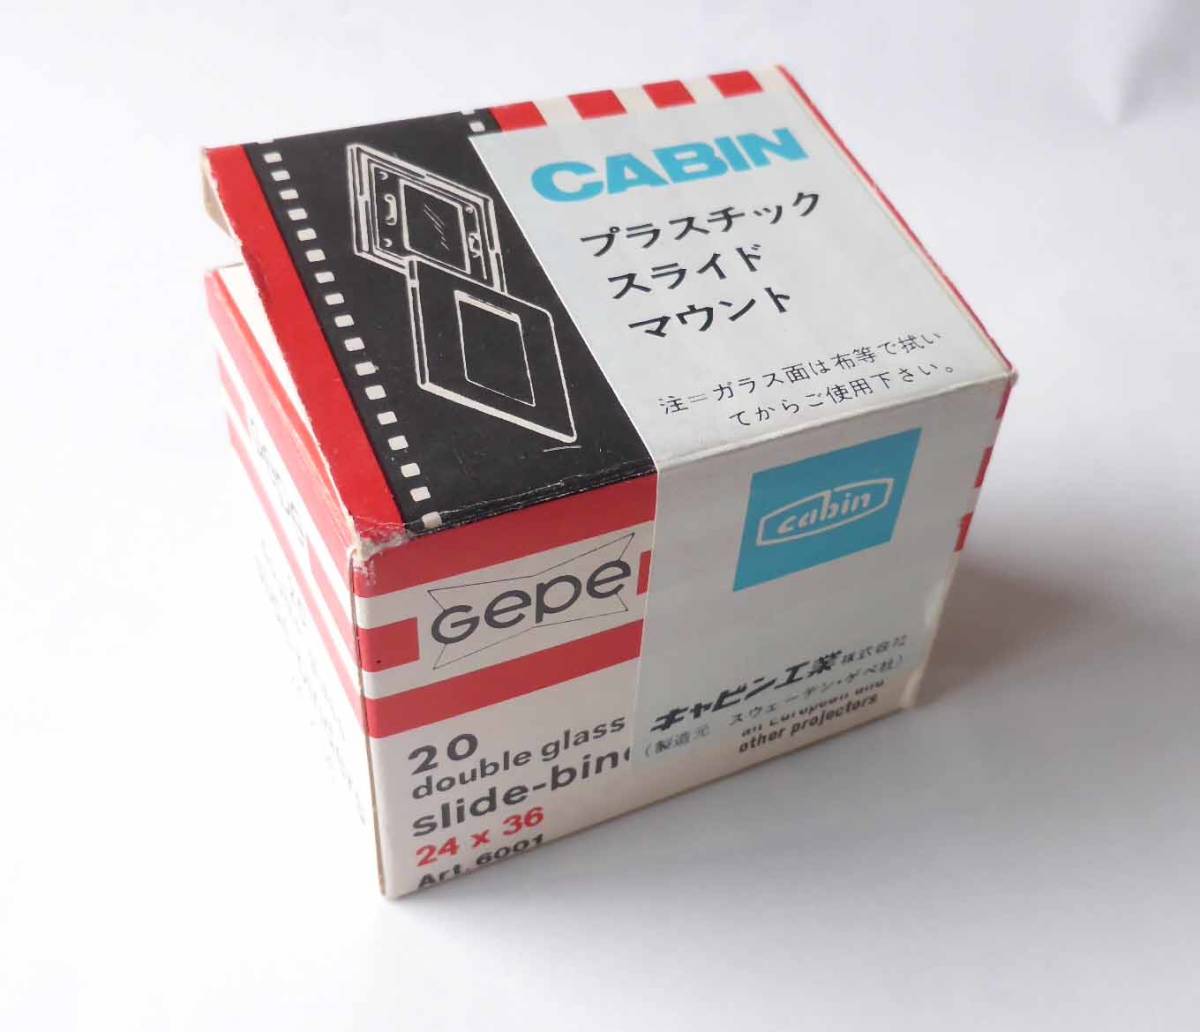 CABIN
プラスチック
スライド
マウント
注=ガラス面は布等で拭い
てからご使用下さい。
cabin
キャビン工業株式会社
(製造元 スウェーデン・ゲペ社)
Gepe
20
double glass
slide-bin
24 x 36
Art. 6001
other projectors